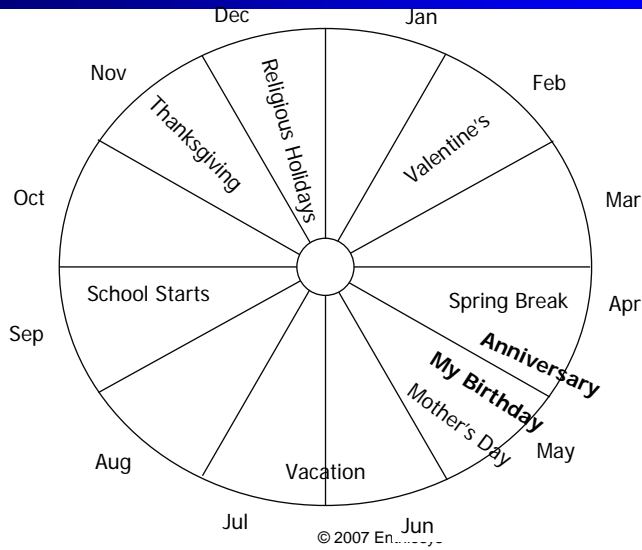 Dec
Jan
Nov
Feb
Religious Holidays
Thanksgiving
Valentine's
Oct
Mar
School Starts
Spring Break
Apr
Sep
Anniversary
My Birthday
Mother's Day
May
Aug
Vacation
Jul
Jun
© 2007